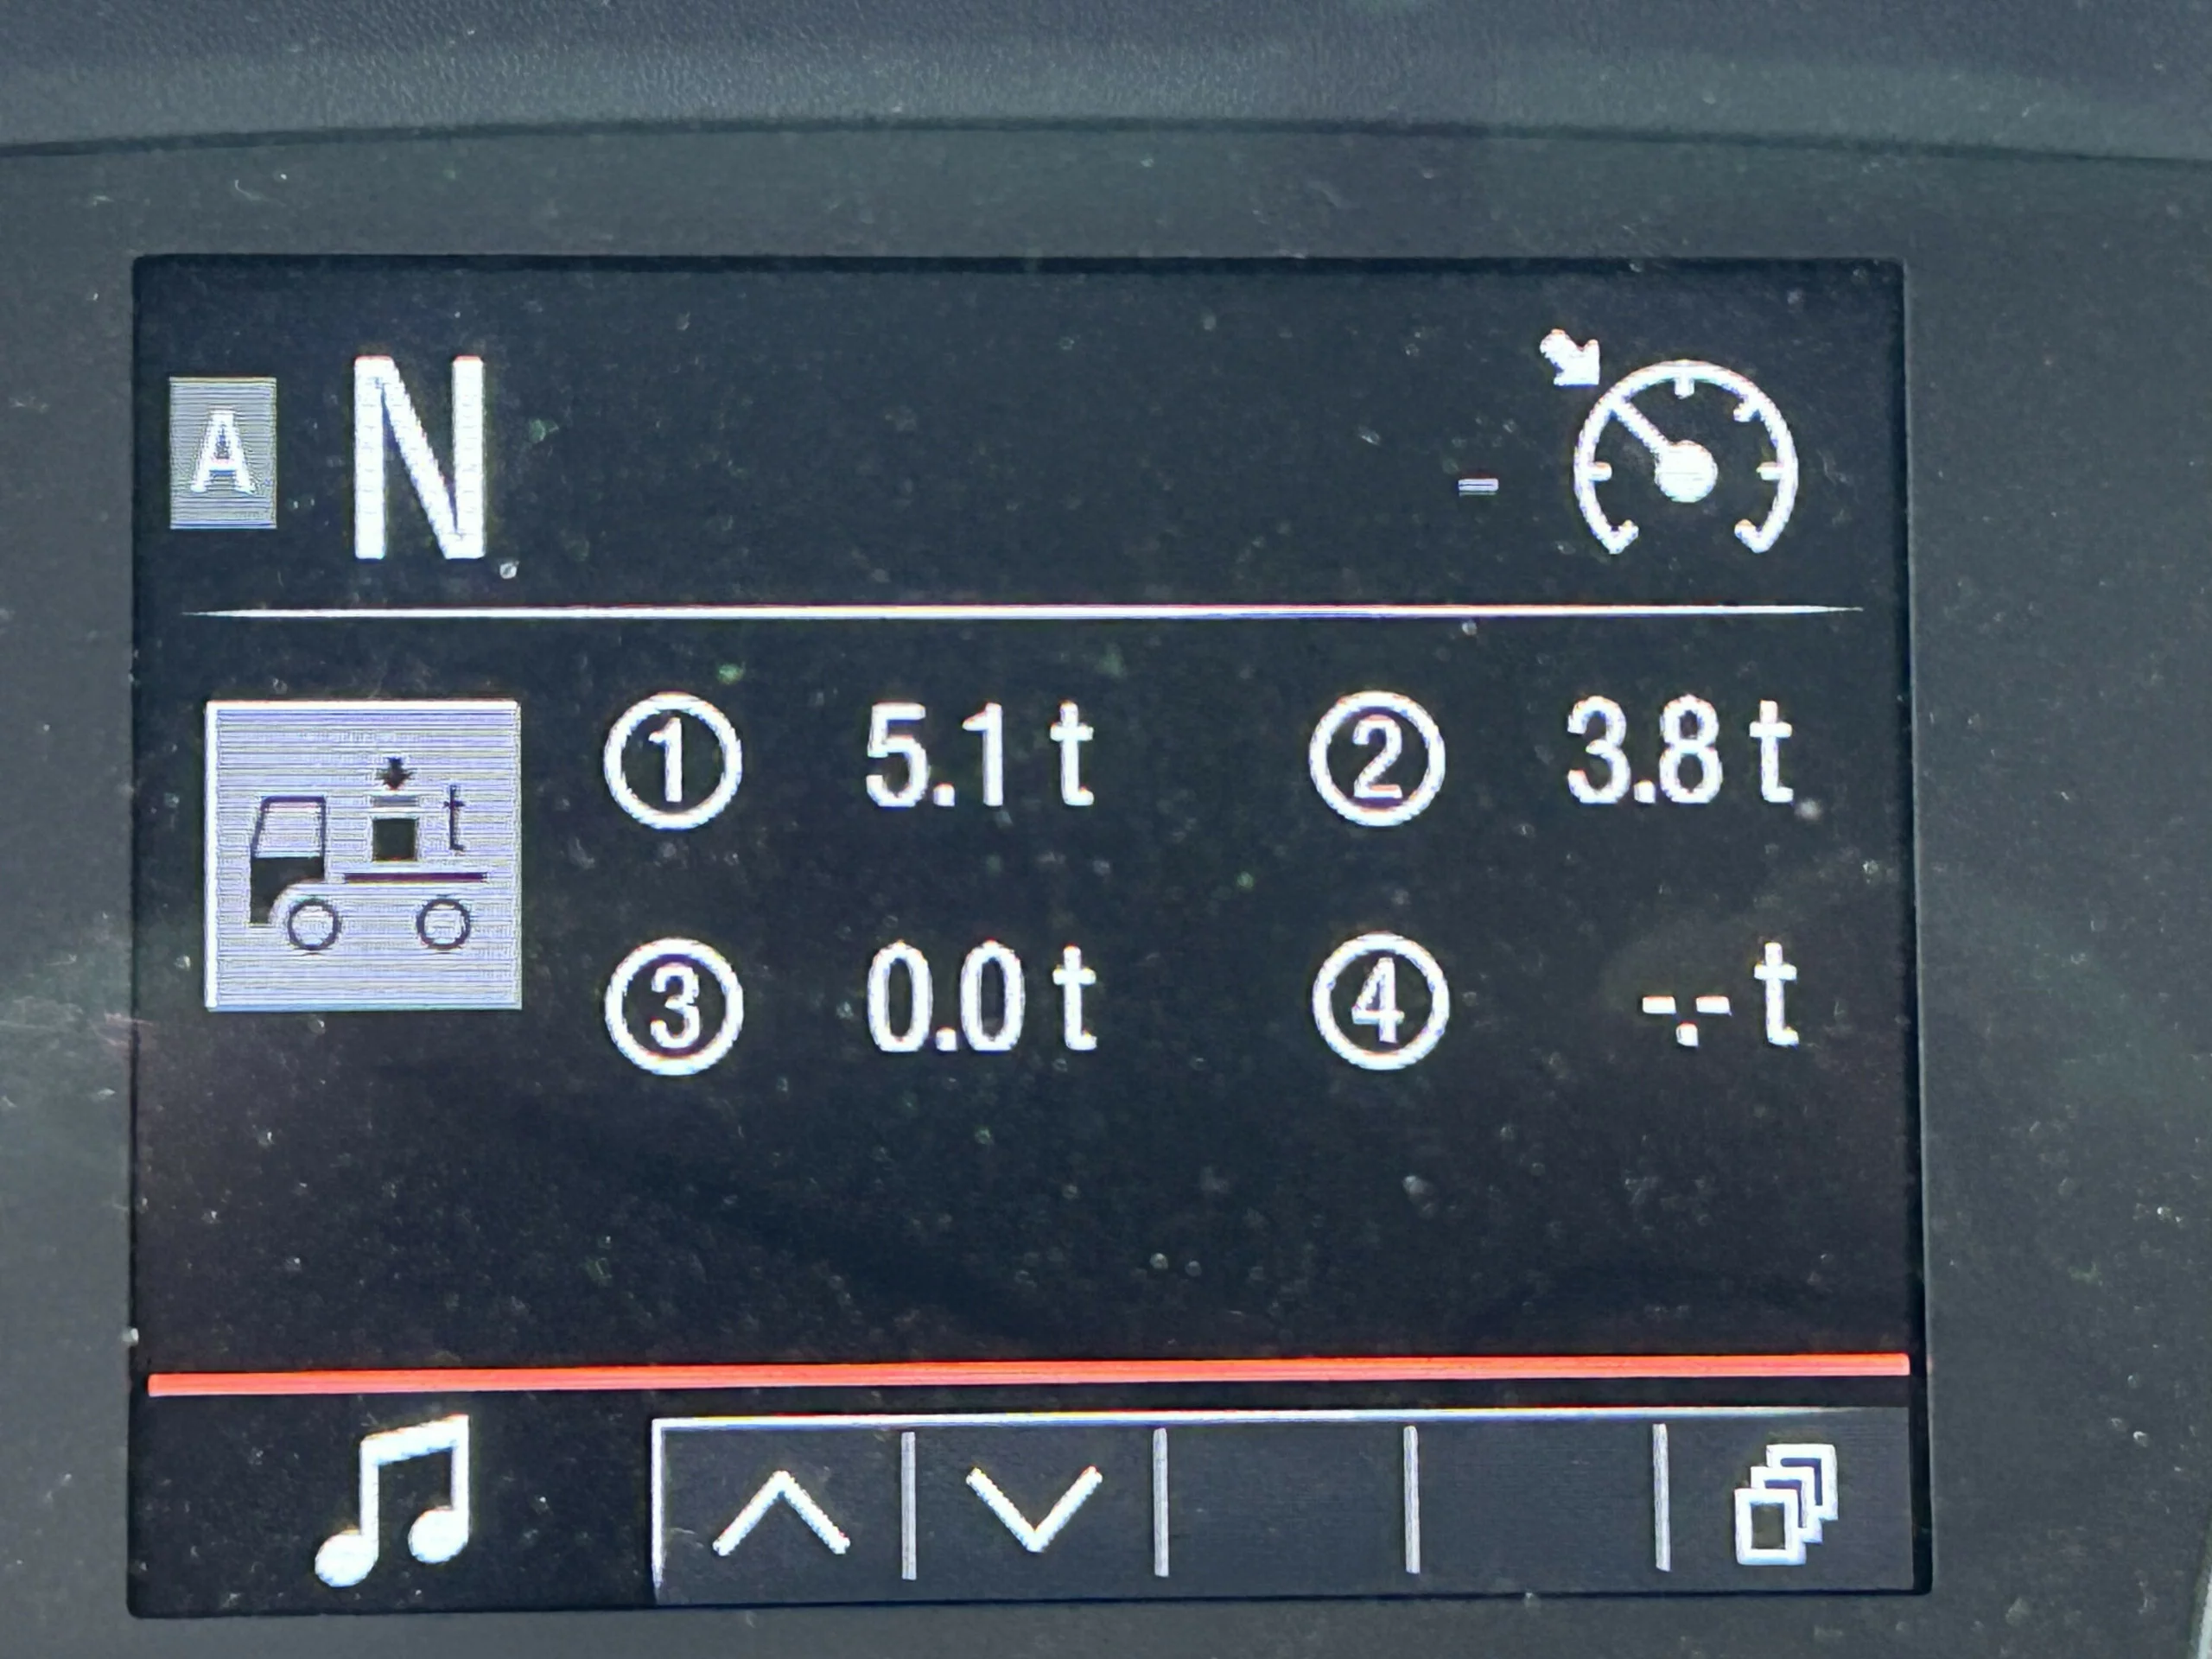 A N -
t
① 5.1 t ② 3.8 t
③ 0.0 t ④ -.- t